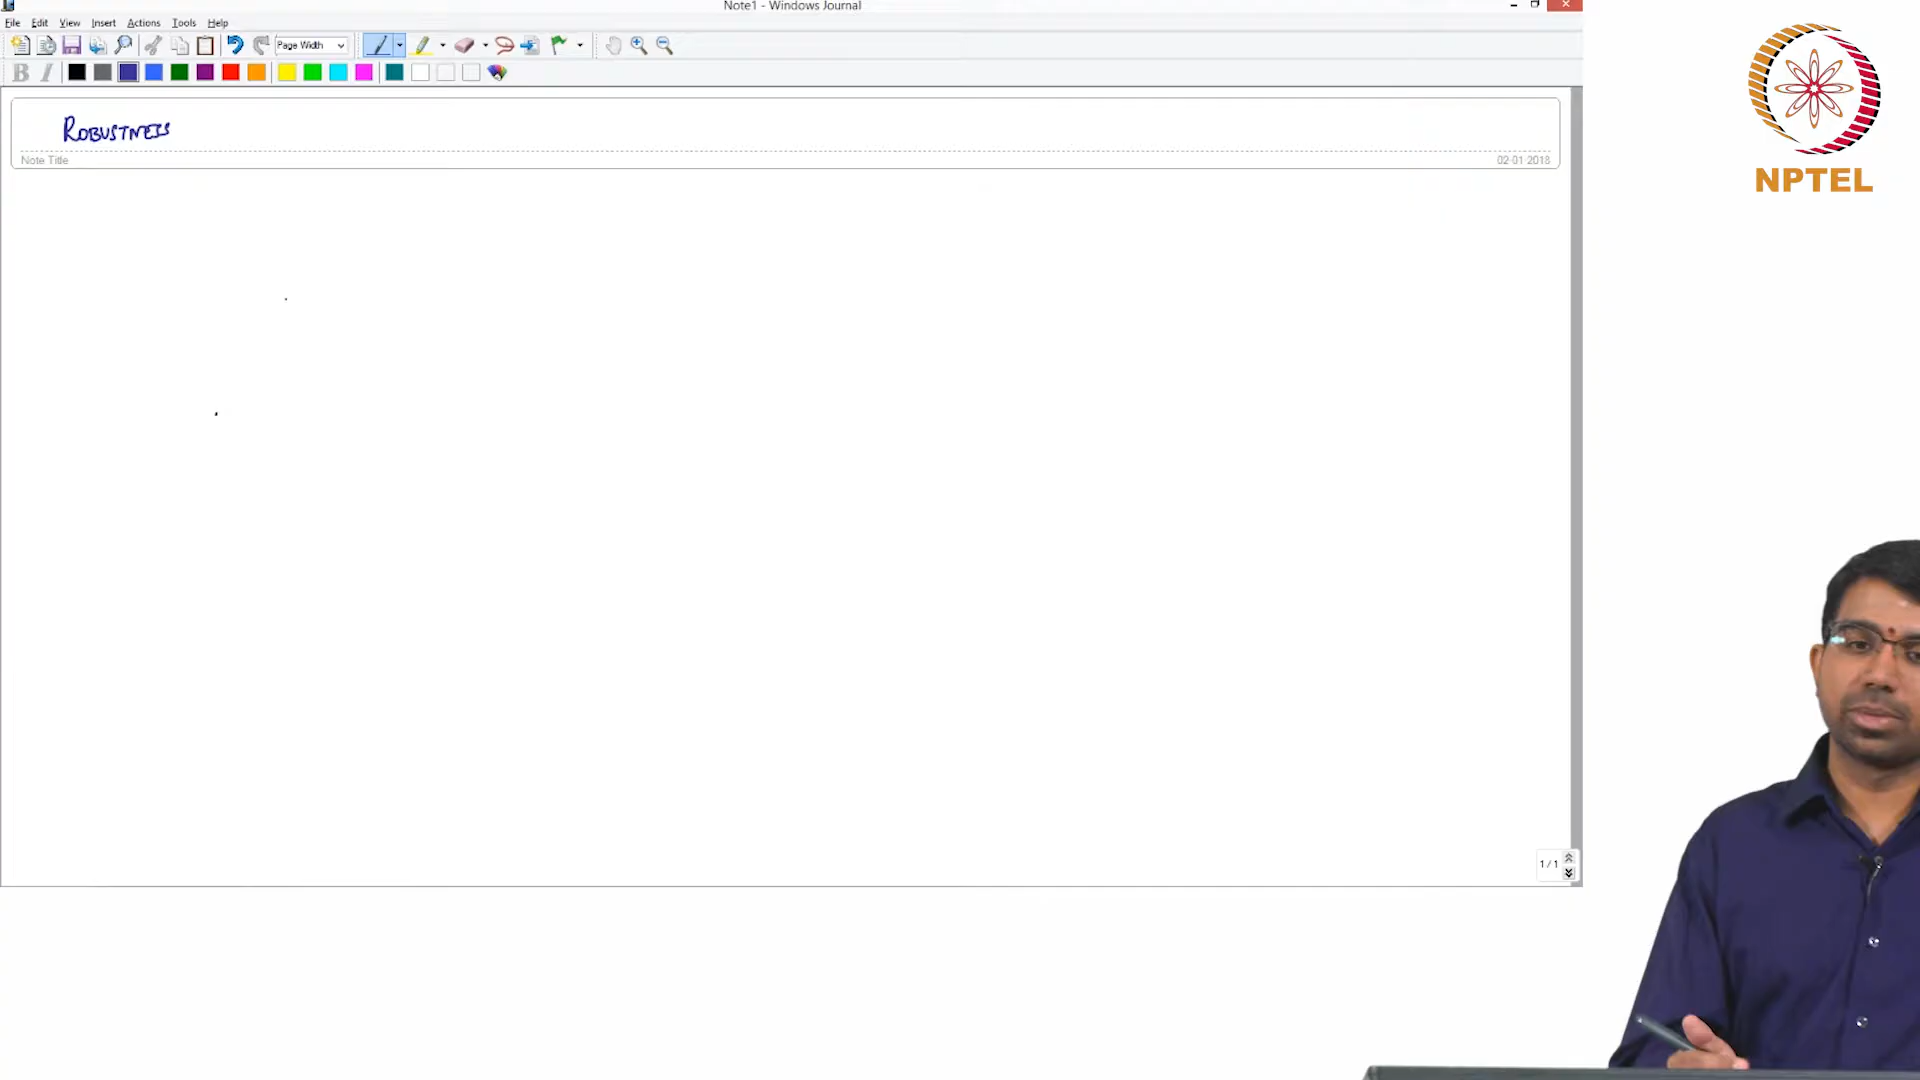 Note1 - Windows Journal
File Edit View Insert Actions Tools Help
Page Width
B I
ROBUSTNESS
Note Title
02-01-2018
1 / 1
NPTEL